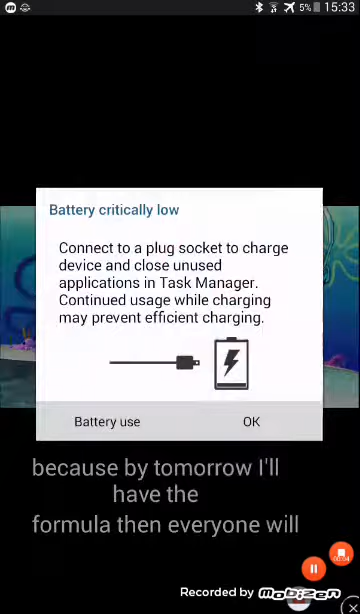 5% 15:33
Battery critically low
Connect to a plug socket to charge
device and close unused
applications in Task Manager.
Continued usage while charging
may prevent efficient charging.
Battery use
OK
because by tomorrow I'll
have the
formula then everyone will
00:04
Recorded by
Mobizen